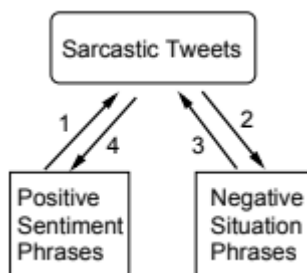 Sarcastic Tweets
1
4
3
2
Positive
Sentiment
Phrases
Negative
Situation
Phrases